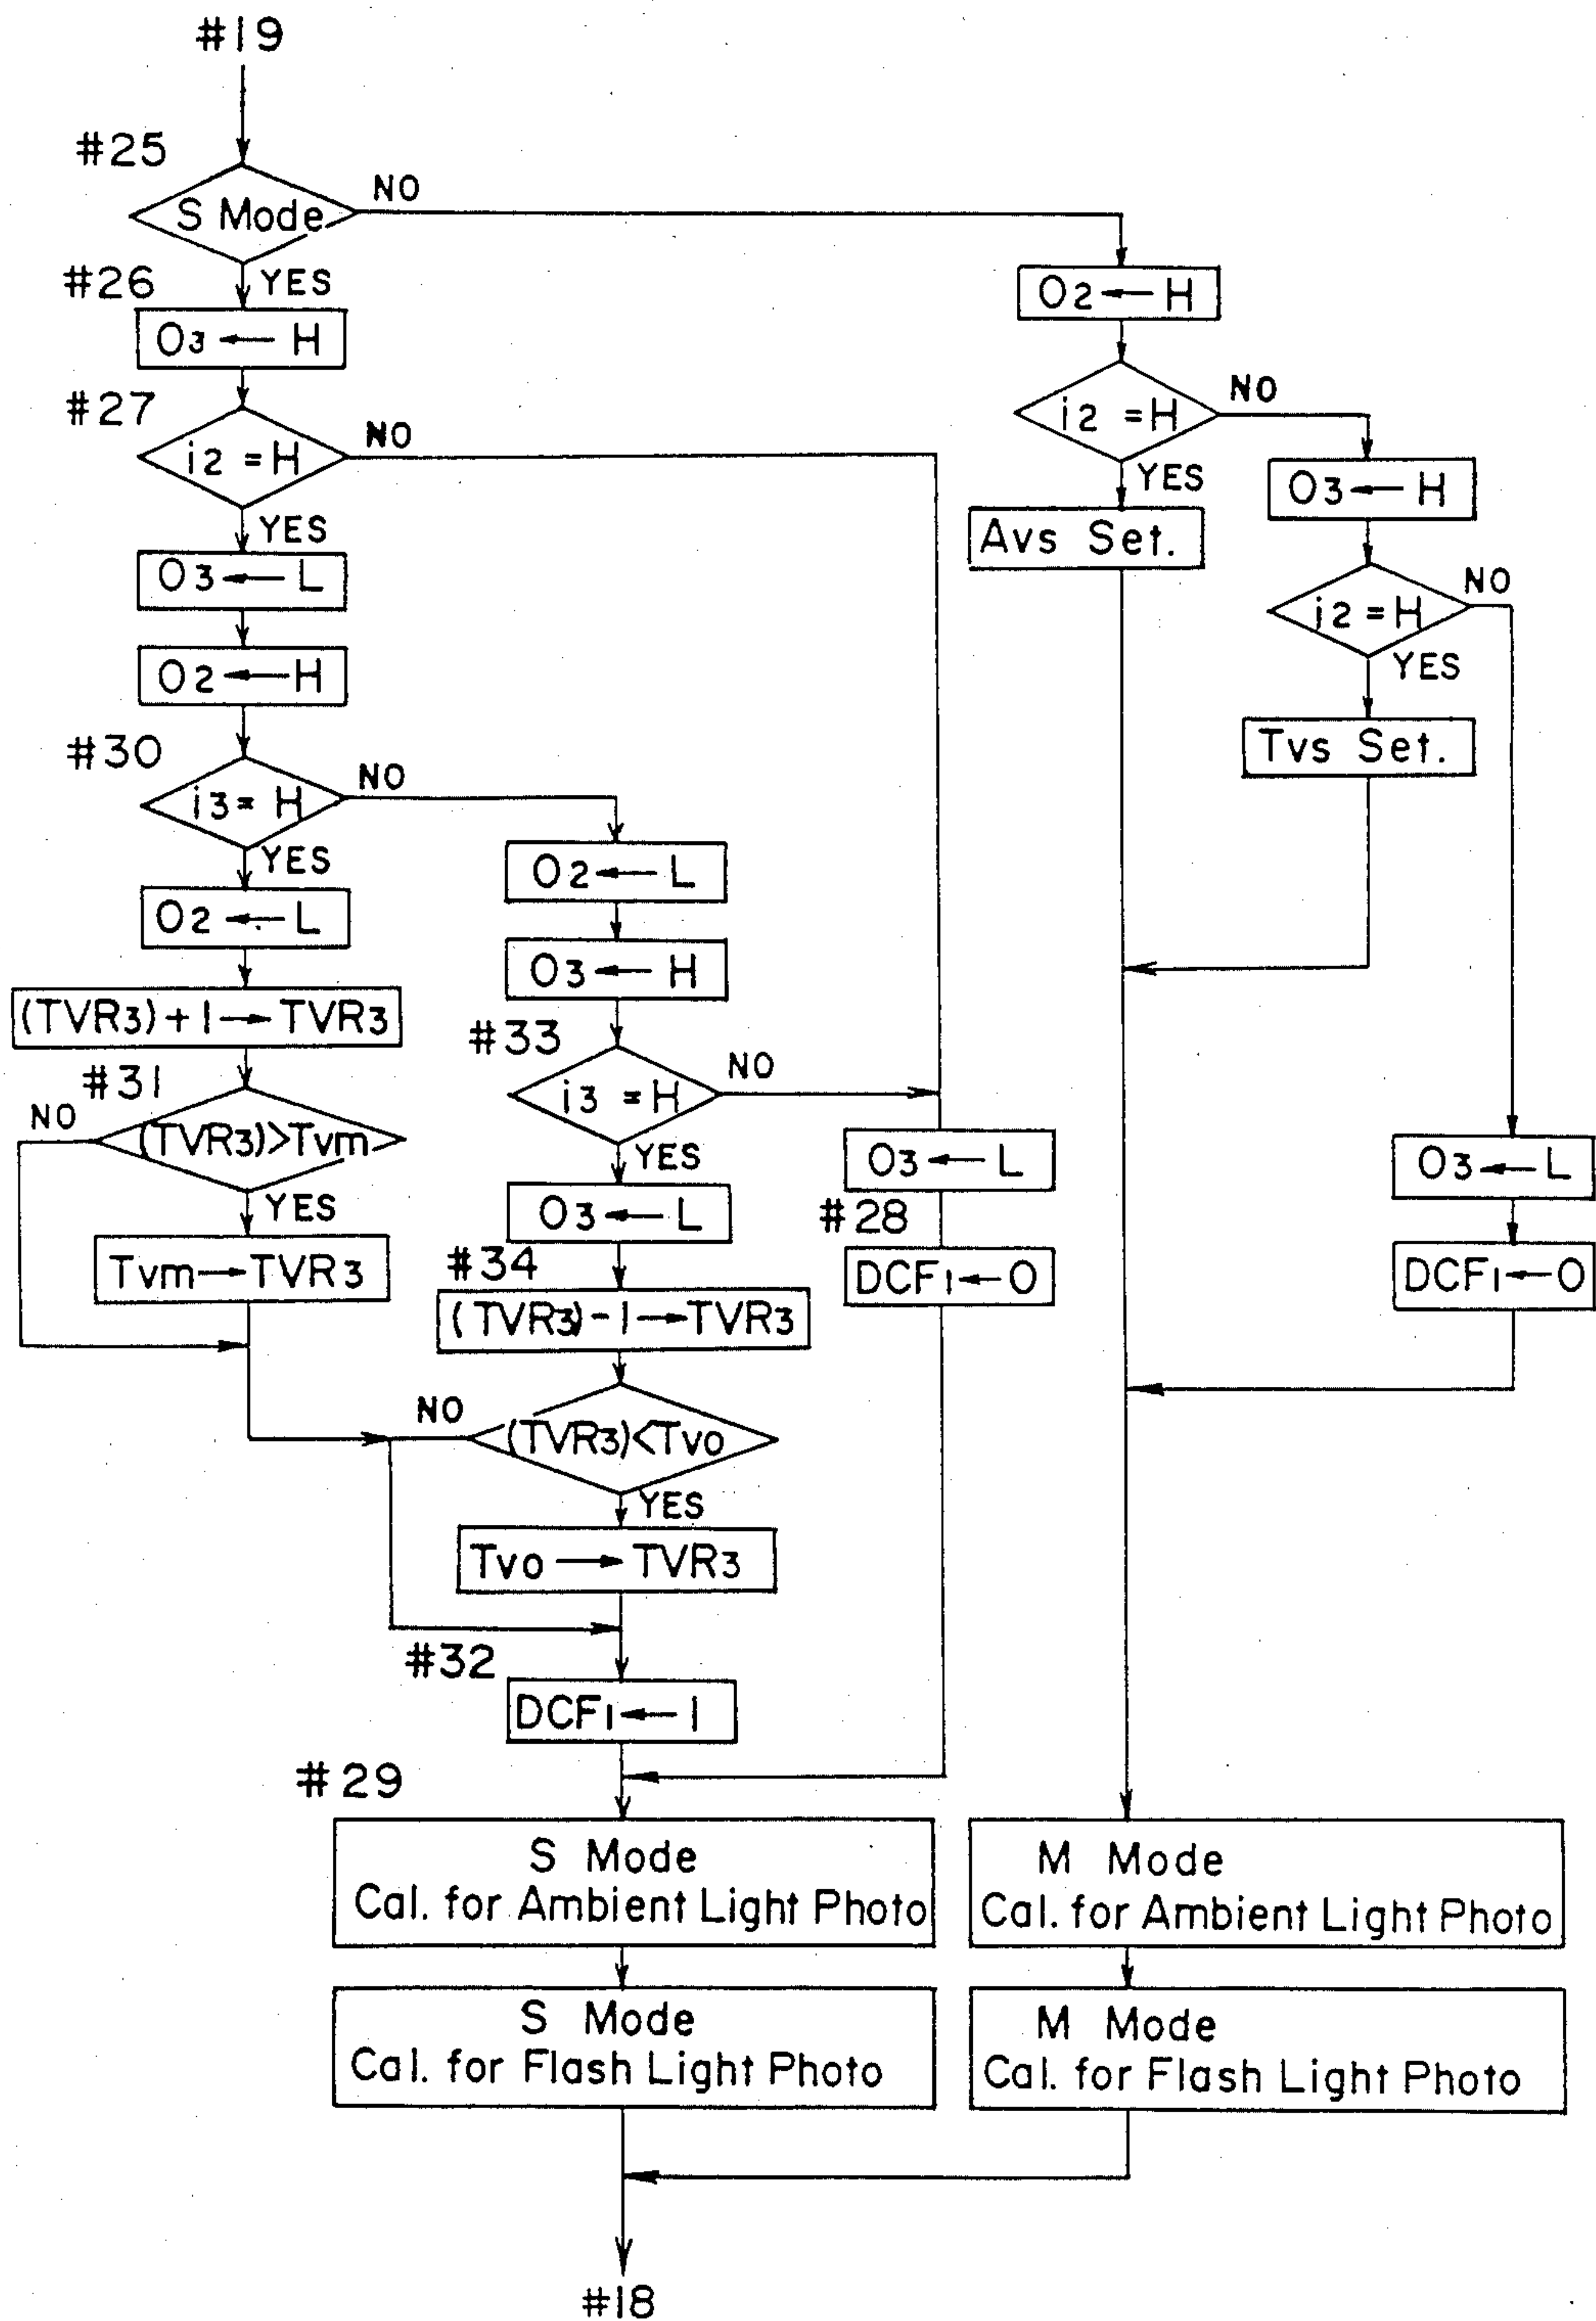 #19
#25
S Mode
NO
YES
#26
O3 ← H
#27
i2 = H
NO
YES
O3 ← L
O2 ← H
#30
i3 = H
NO
YES
O2 ← L
(TVR3) + 1 → TVR3
#31
(TVR3) > Tvm
NO
YES
Tvm → TVR3
O2 ← L
O3 ← H
#33
i3 = H
NO
YES
O3 ← L
#34
(TVR3) - 1 → TVR3
(TVR3) < Tvo
NO
YES
Tvo → TVR3
#32
DCF1 ← 1
O3 ← L
#28
DCF1 ← 0
#29
S Mode
Cal. for Ambient Light Photo
S Mode
Cal. for Flash Light Photo
O2 ← H
i2 = H
NO
YES
Avs Set.
O3 ← H
i2 = H
NO
YES
Tvs Set.
O3 ← L
DCF1 ← 0
M Mode
Cal. for Ambient Light Photo
M Mode
Cal. for Flash Light Photo
#18